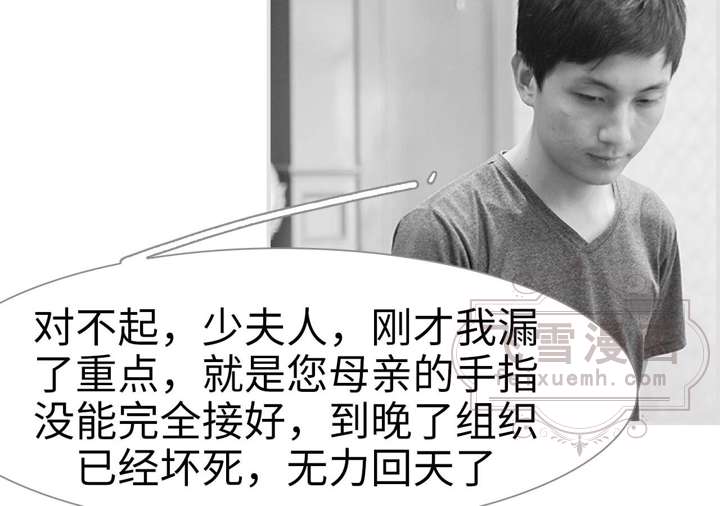 对不起，少夫人，刚才我漏
了重点，就是您母亲的手指
没能完全接好，到晚了组织
已经坏死，无力回天了